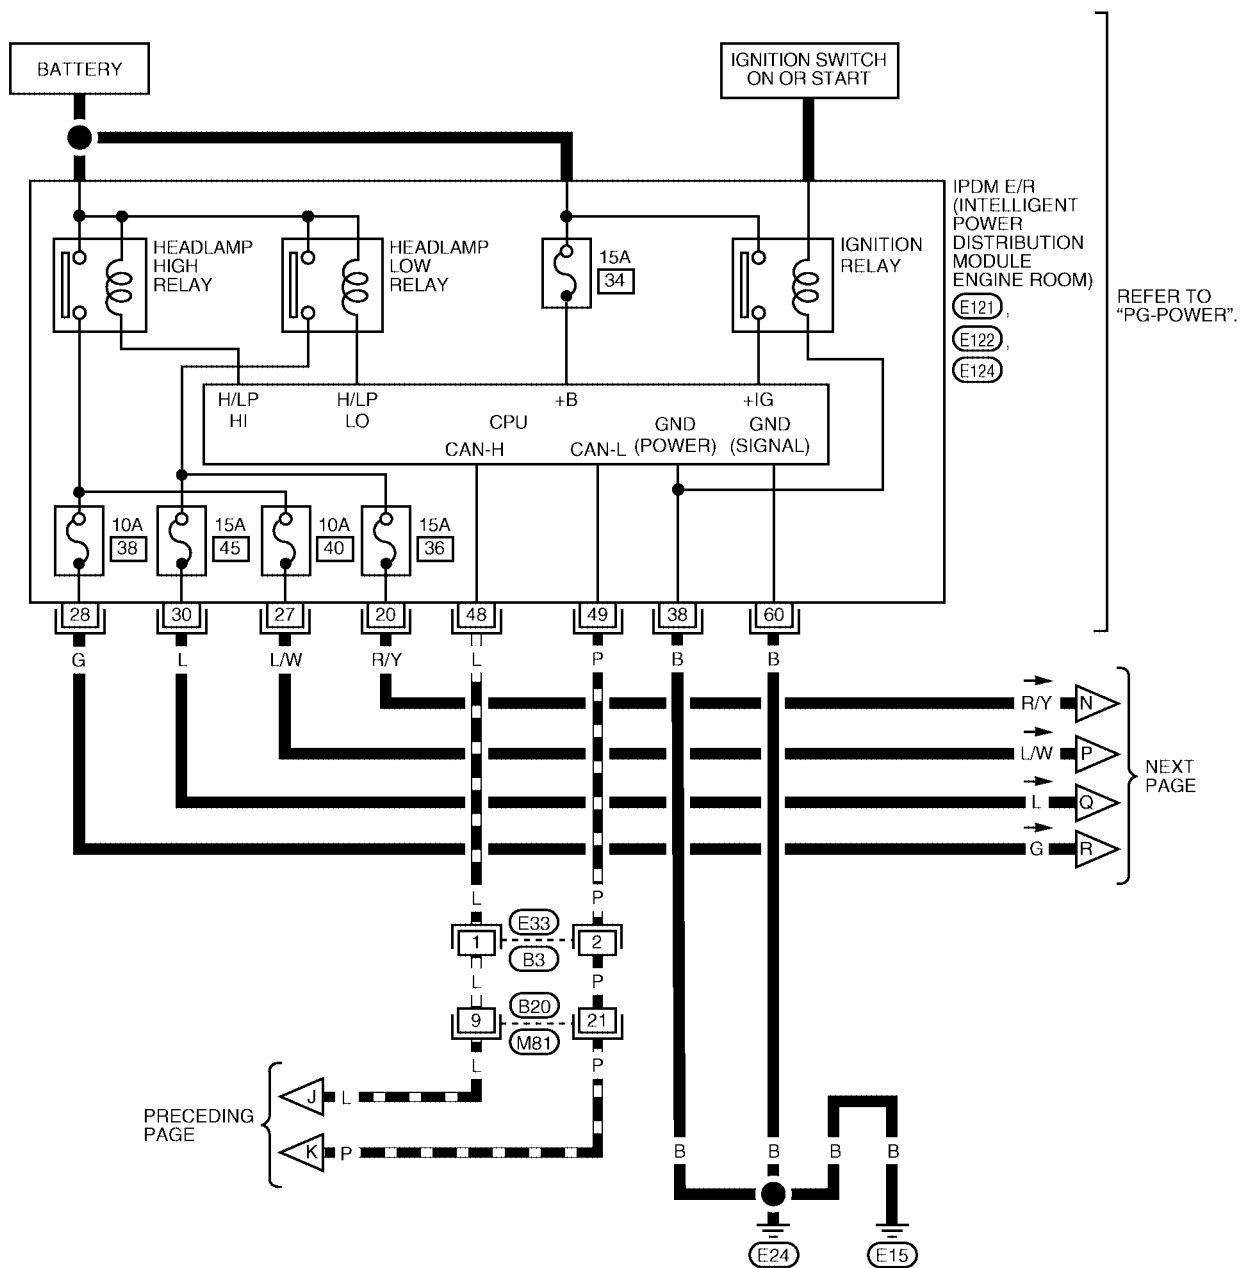 BATTERY
IGNITION SWITCH
ON OR START
IPDM E/R
(INTELLIGENT
POWER
DISTRIBUTION
MODULE
ENGINE ROOM)
E121 ,
E122 ,
E124
REFER TO
“PG-POWER”.
HEADLAMP
HIGH
RELAY
HEADLAMP
LOW
RELAY
15A
34
IGNITION
RELAY
H/LP
HI
H/LP
LO
+B
+IG
CPU
CAN-H
CAN-L
GND
(POWER)
GND
(SIGNAL)
10A
38
15A
45
10A
40
15A
36
28 30 27 20 48 49 38 60
G L L/W R/Y L P B B
R/Y N
L/W P
L Q
G R
NEXT
PAGE
L P
1 E33 2
B3
L P
9 B20 21
M81
L P
J L
PRECEDING
PAGE
K P
B B B B
E24 E15